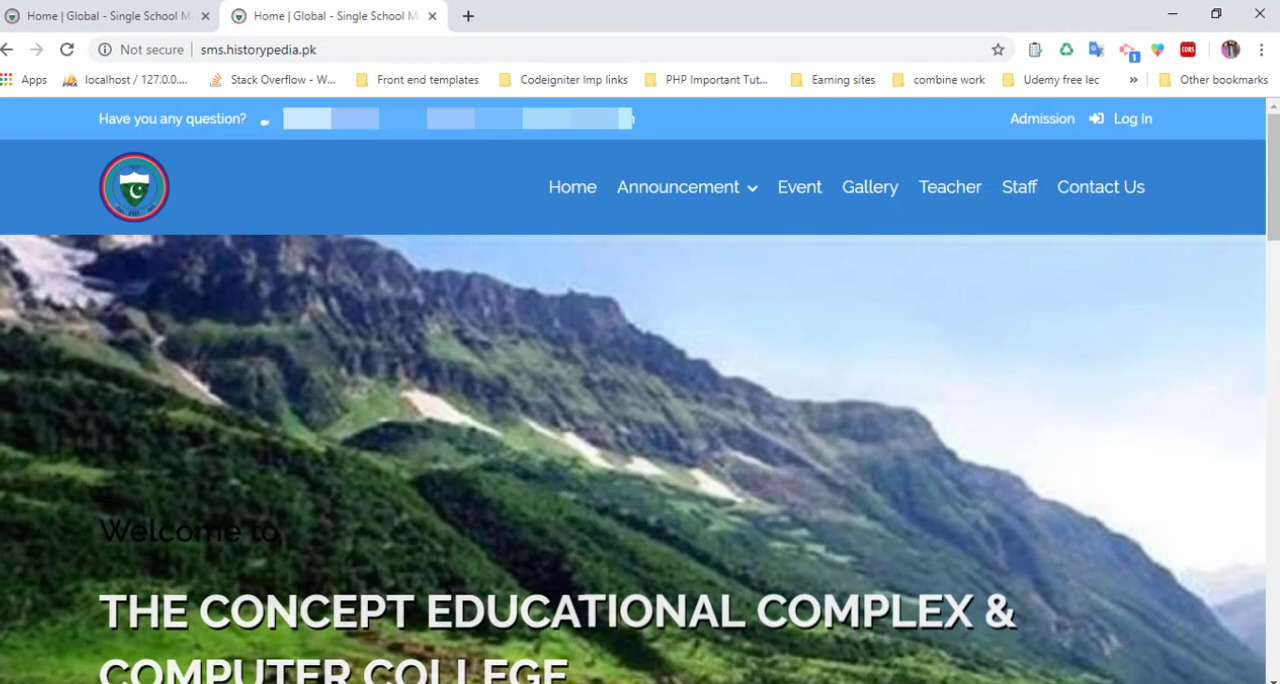 Home | Global - Single School M
Home | Global - Single School M
Not secure
sms.historypedia.pk
1
CORS
Apps
localhost / 127.0.0....
Stack Overflow - W...
Front end templates
Codeigniter Imp links
PHP Important Tut...
Earning sites
combine work
Udemy free lec
»
Other bookmarks
Have you any question?
Admission
Log In
Home
Announcement
Event
Gallery
Teacher
Staff
Contact Us
Welcome to
THE CONCEPT EDUCATIONAL COMPLEX &
COMPUTER COLLEGE